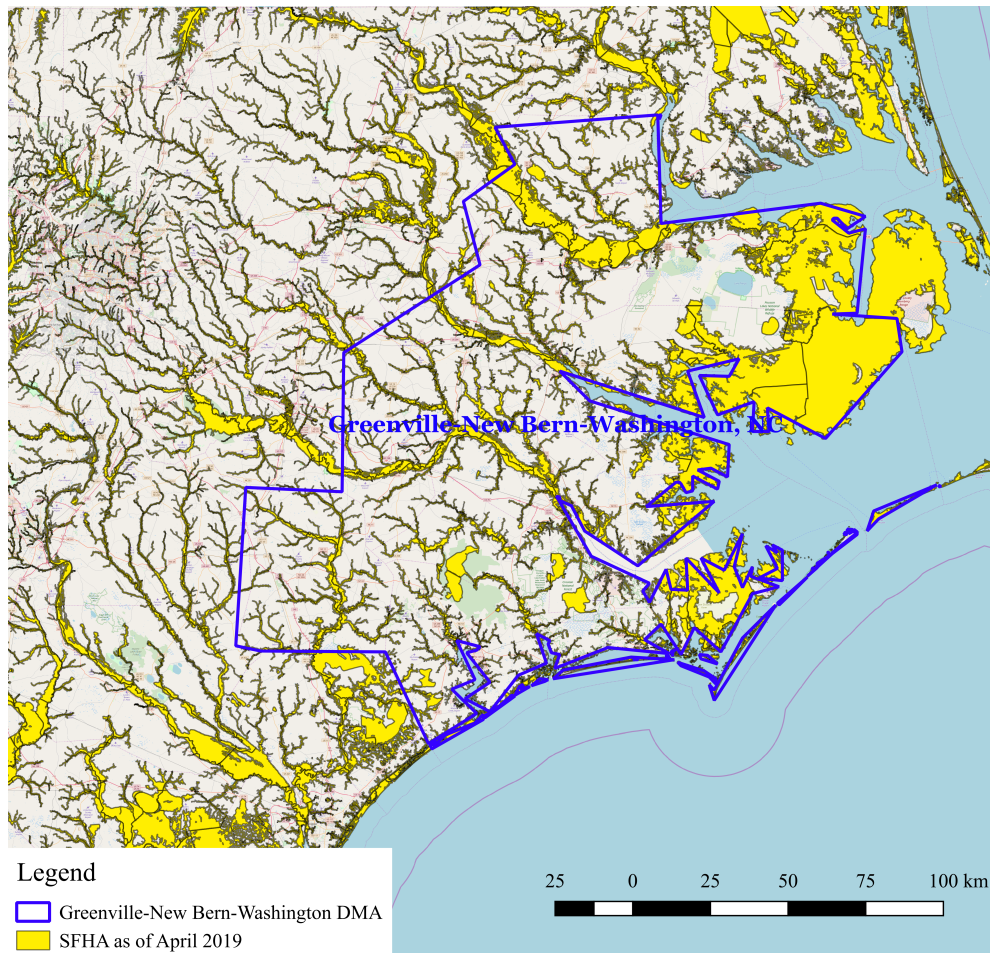 Greenville-New Bern-Washington, NC
Legend
Greenville-New Bern-Washington DMA
SFHA as of April 2019
25 0 25 50 75 100 km